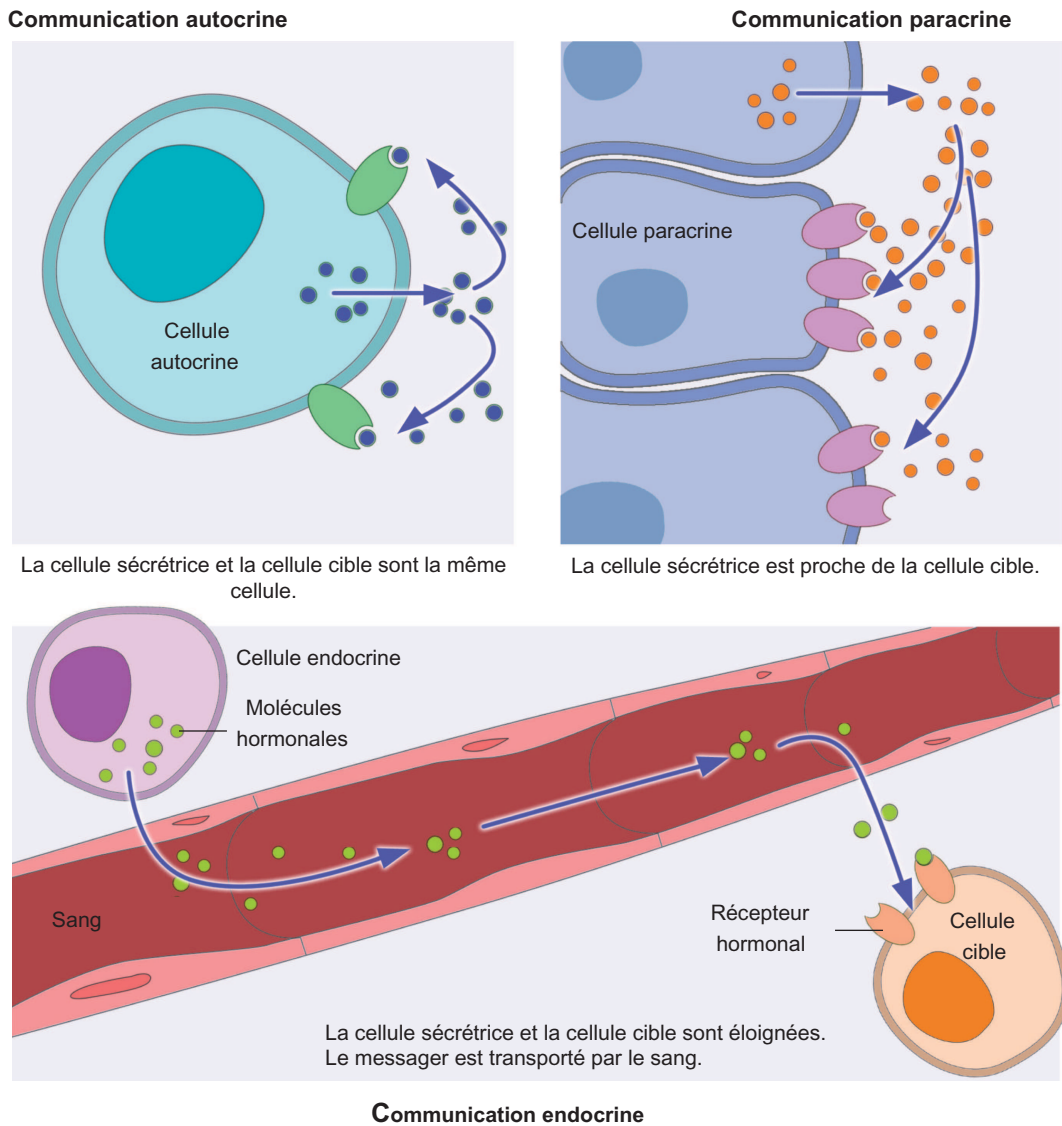 Communication autocrine
Communication paracrine
Cellule
autocrine
Cellule paracrine
La cellule sécrétrice et la cellule cible sont la même
cellule.
La cellule sécrétrice est proche de la cellule cible.
Cellule endocrine
Molécules
hormonales
Sang
Récepteur
hormonal
Cellule
cible
La cellule sécrétrice et la cellule cible sont éloignées.
Le messager est transporté par le sang.
Communication endocrine